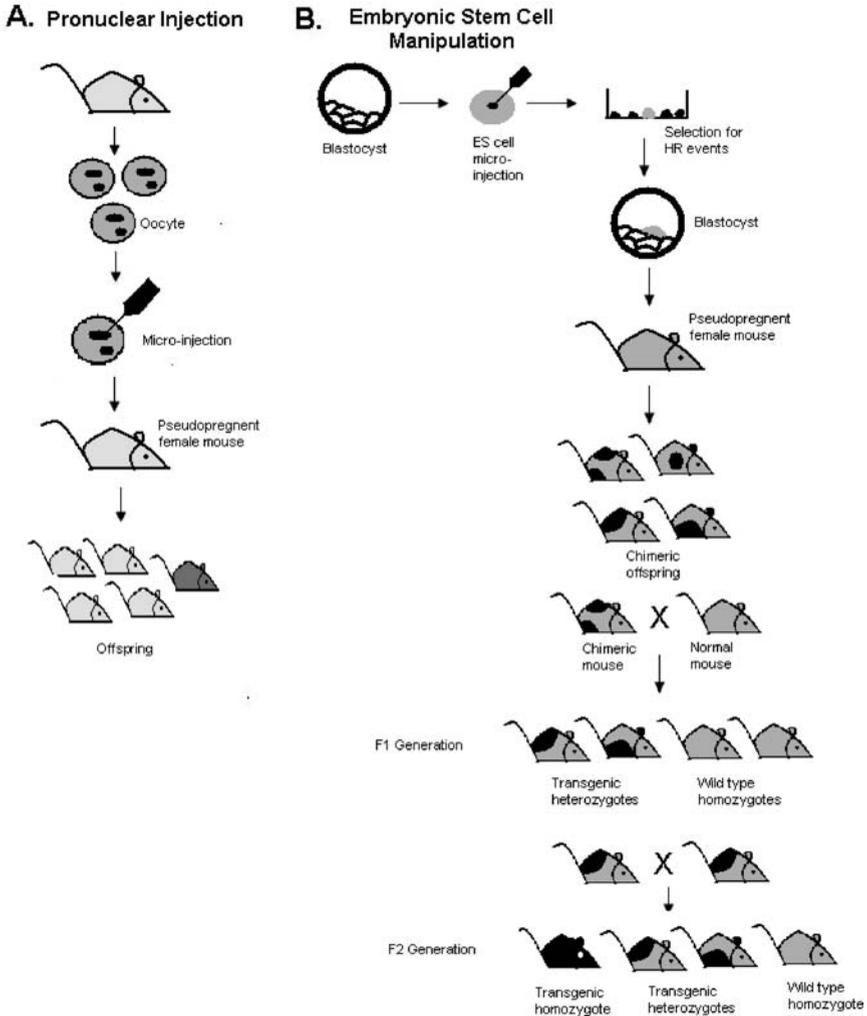 A. Pronuclear Injection
Oocyte
Micro-injection
Pseudopregnent
female mouse
Offspring
B. Embryonic Stem Cell
Manipulation
Blastocyst
ES cell
micro-
injection
Selection for
HR events
Blastocyst
Pseudopregnent
female mouse
Chimeric
offspring
X
Chimeric
mouse
Normal
mouse
F1 Generation
Transgenic
heterozygotes
Wild type
homozygotes
X
F2 Generation
Transgenic
homozygote
Transgenic
heterozygotes
Wild type
homozygote